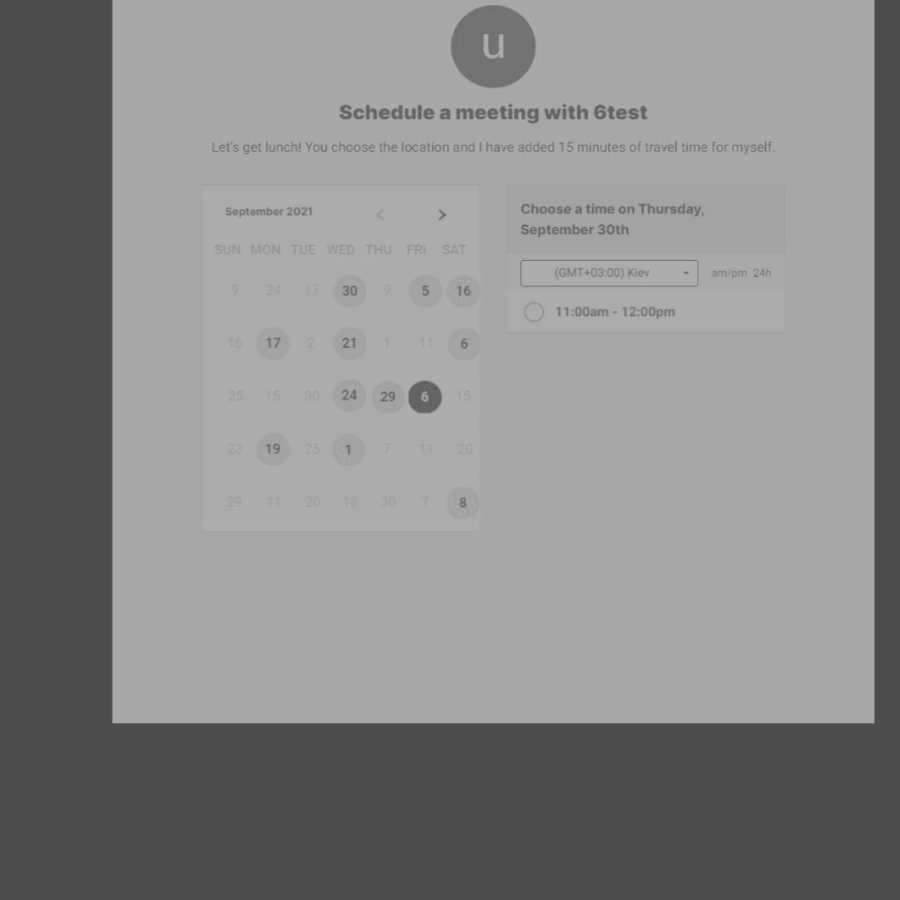 u
Schedule a meeting with 6test
Let's get lunch! You choose the location and I have added 15 minutes of travel time for myself.
September 2021 < >
SUN MON TUE WED THU FRI SAT
9 24 17 30 9 5 16
16 17 2 21 1 11 6
25 15 30 24 29 6 15
23 19 25 1 7 11 20
29 11 20 18 30 7 8
Choose a time on Thursday,
September 30th
(GMT+03:00) Kiev am/pm 24h
11:00am - 12:00pm